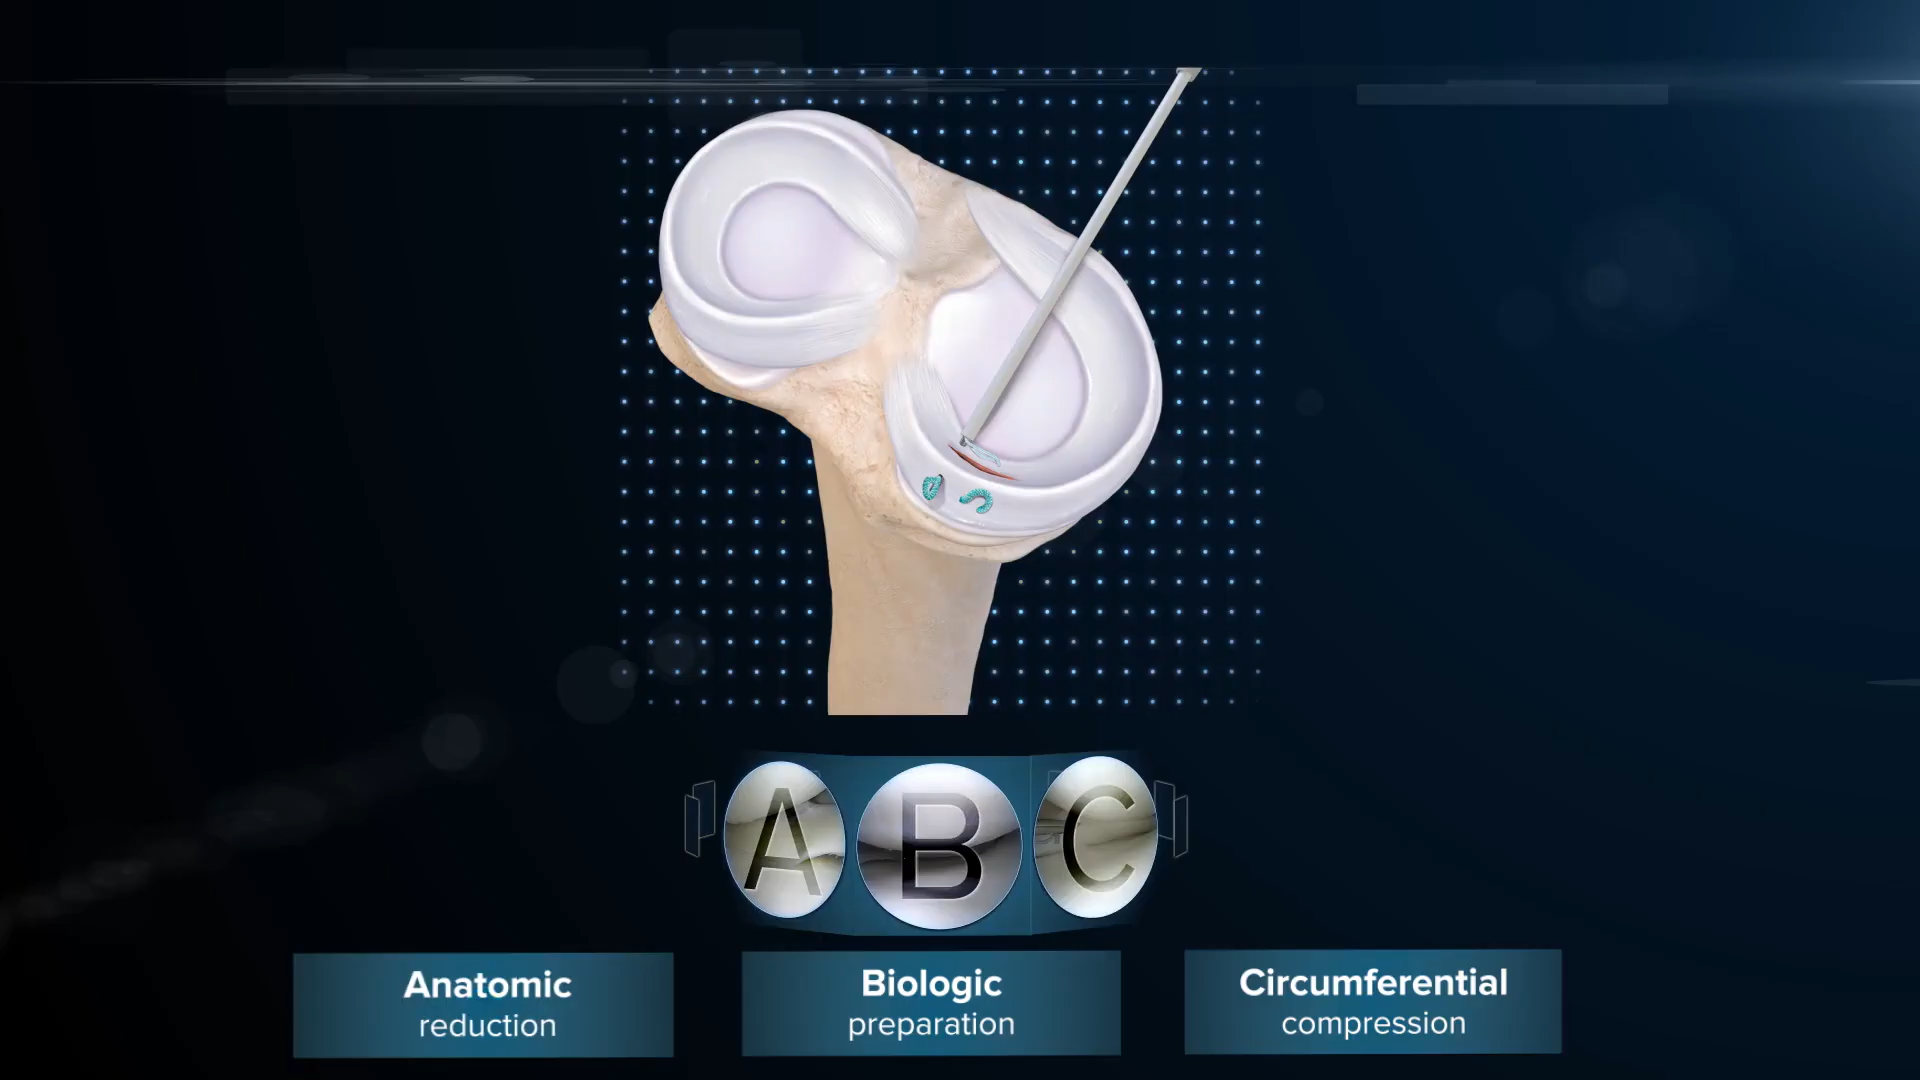 A B C
Anatomic
reduction
Biologic
preparation
Circumferential
compression